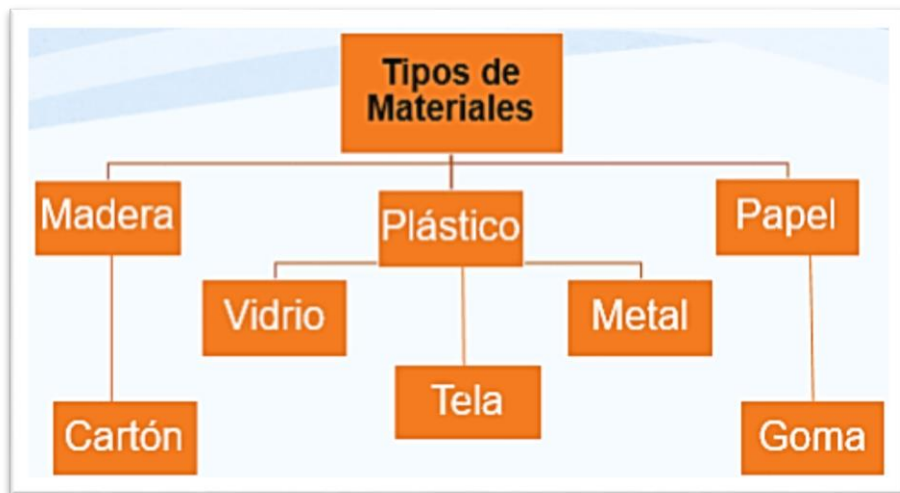 Tipos de
Materiales
Madera
Plástico
Papel
Vidrio
Metal
Tela
Cartón
Goma